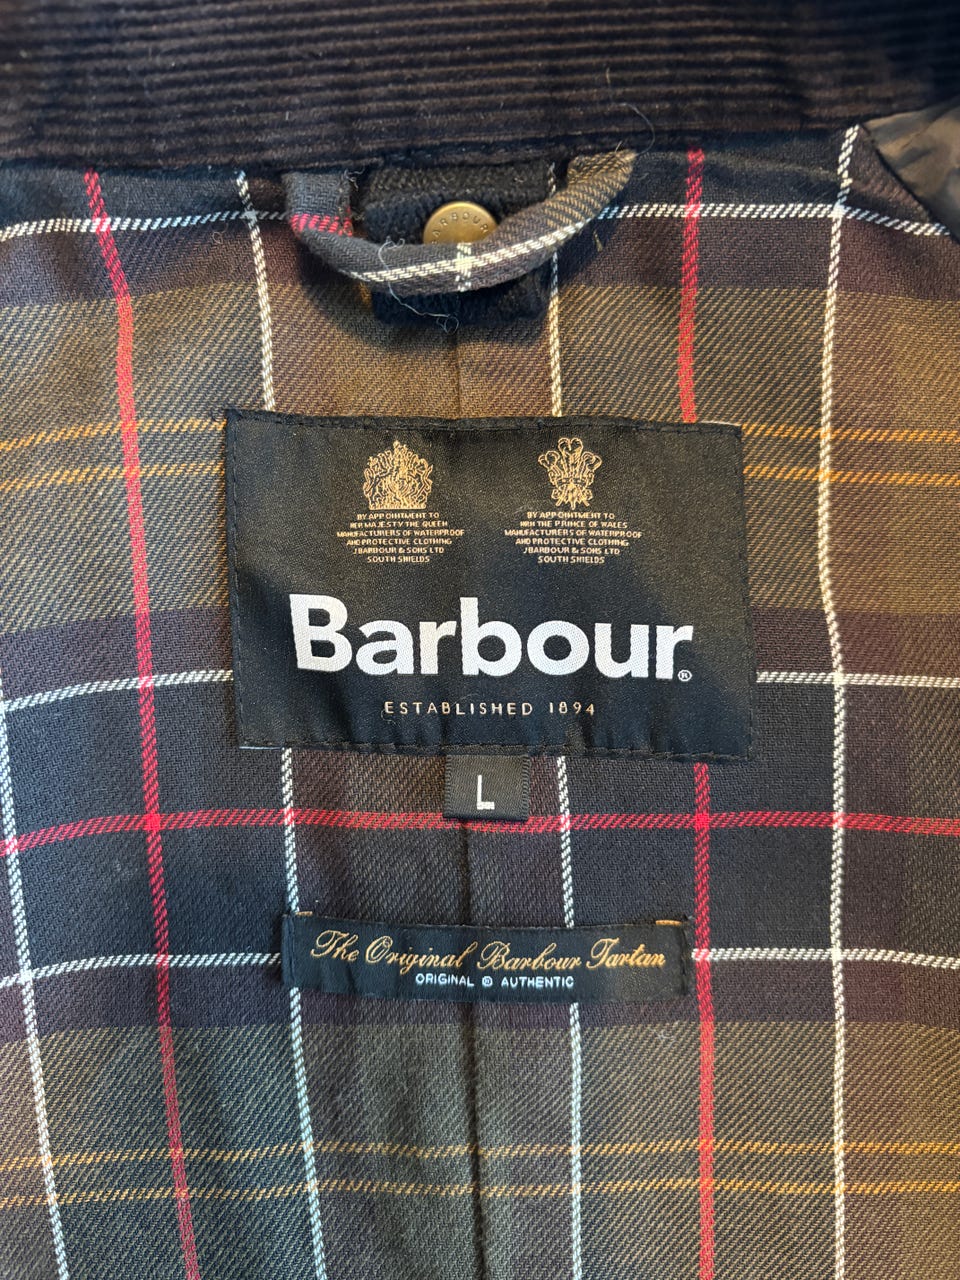 BARBOUR
BY APPOINTMENT TO
HER MAJESTY THE QUEEN
MANUFACTURERS OF WATERPROOF
AND PROTECTIVE CLOTHING
J BARBOUR & SONS LTD
SOUTH SHIELDS
BY APPOINTMENT TO
HRH THE PRINCE OF WALES
MANUFACTURERS OF WATERPROOF
AND PROTECTIVE CLOTHING
J BARBOUR & SONS LTD
SOUTH SHIELDS
Barbour®
ESTABLISHED 1894
L
The Original Barbour Tartan
ORIGINAL ® AUTHENTIC